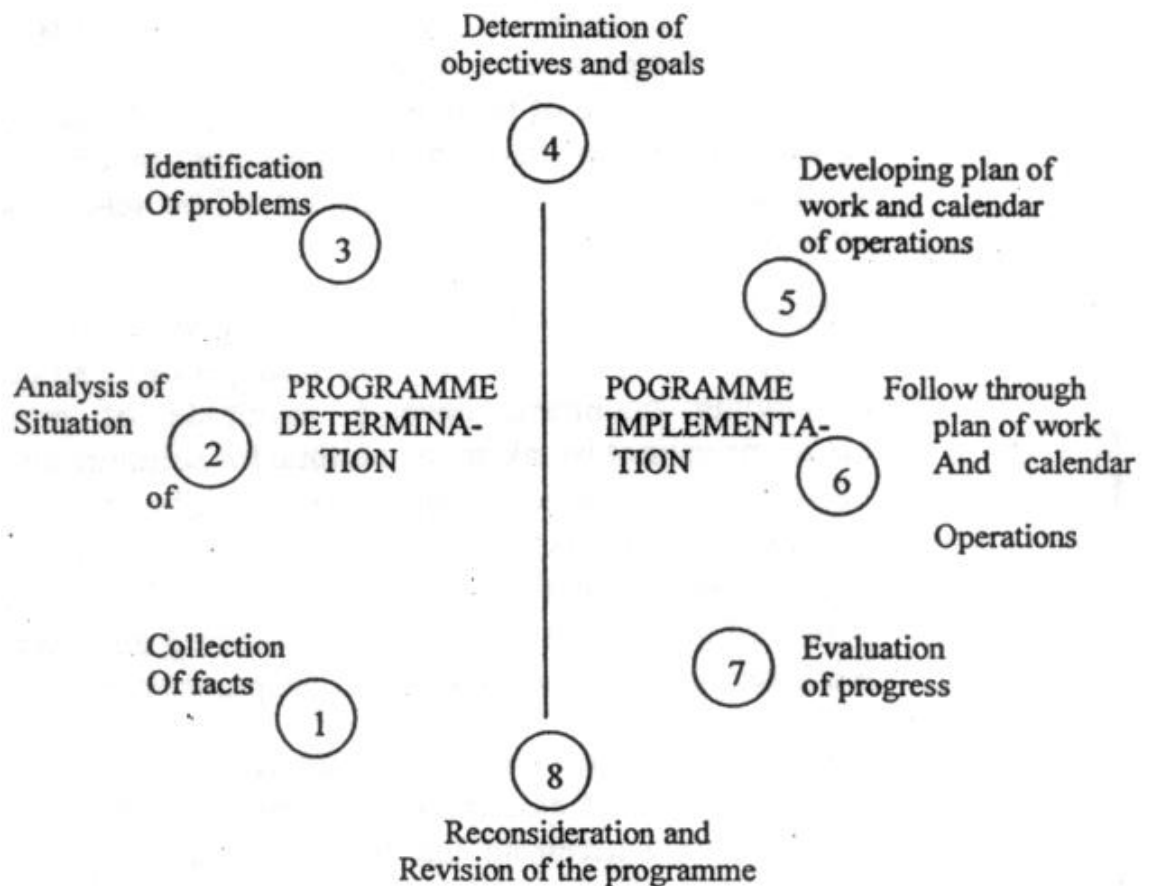 Determination of
objectives and goals
4
Identification
Of problems
3
Developing plan of
work and calendar
of operations
5
Analysis of
Situation
2
of
PROGRAMME
DETERMINA-
TION
POGRAMME
IMPLEMENTA-
TION
Follow through
plan of work
And calendar
Operations
6
Collection
Of facts
1
Evaluation
of progress
7
8
Reconsideration and
Revision of the programme